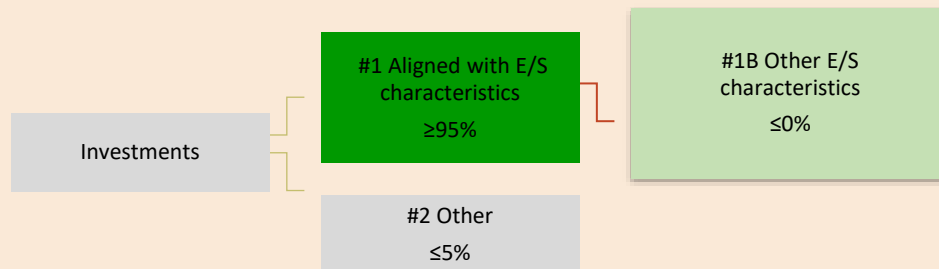 Investments
#1 Aligned with E/S
characteristics
≥95%
#2 Other
≤5%
#1B Other E/S
characteristics
≤0%